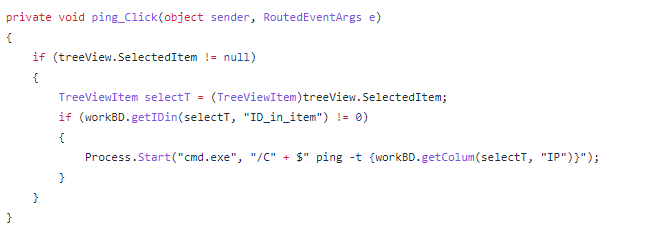 private void ping_Click(object sender, RoutedEventArgs e)
{
if (treeView.SelectedItem != null)
{
TreeViewItem selectT = (TreeViewItem)treeView.SelectedItem;
if (workBD.getIDin(selectT, "ID_in_item") != 0)
{
Process.Start("cmd.exe", "/C" + $" ping -t {workBD.getColum(selectT, "IP")}");
}
}
}